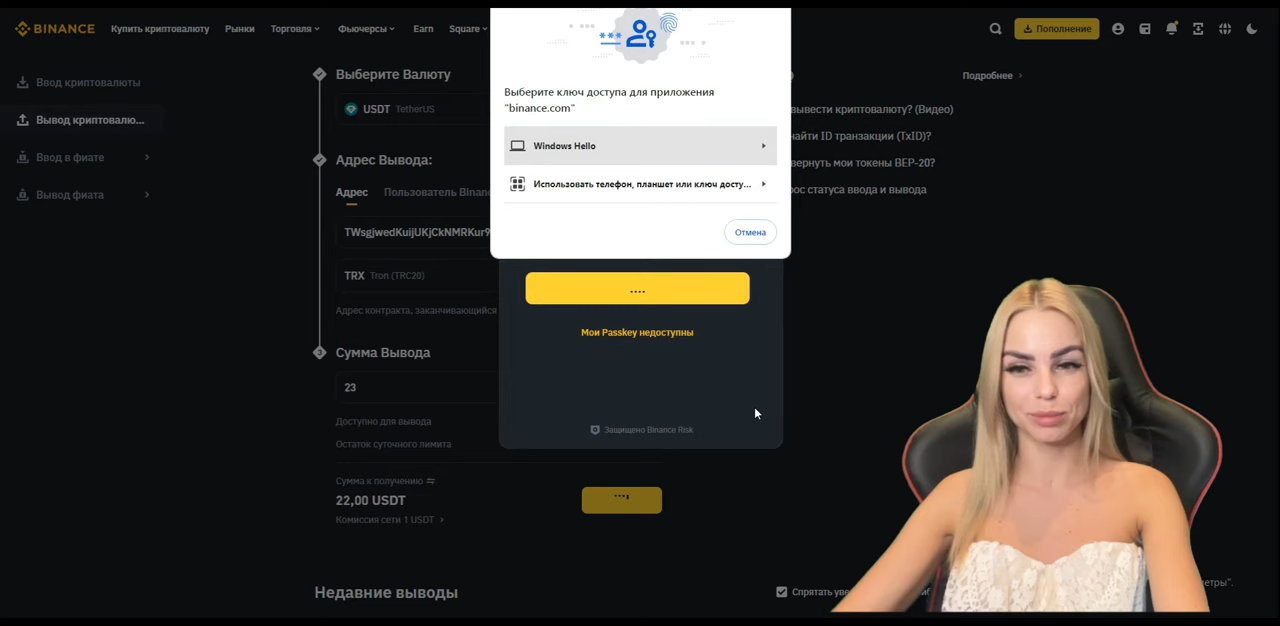 BINANCE
Купить криптовалюту
Рынки
Торговля
Фьючерсы
Earn
Square
Пополнение
Ввод криптовалюты
Вывод криптовалю...
Ввод в фиате
Вывод фиата
Выберите Валюту
USDT TetherUS
Адрес Вывода:
Адрес
Пользователь Binanc
TWsgjwedKuijUKjCkNMRKur9
TRX Tron (TRC20)
Адрес контракта, заканчивающийся
Сумма Вывода
23
Доступно для вывода
Остаток суточного лимита
Сумма к получению
22,00 USDT
Комиссия сети 1 USDT
Недавние выводы
Выберите ключ доступа для приложения
"binance.com"
Windows Hello
Использовать телефон, планшет или ключ досту...
Отмена
....
Мои Passkey недоступны
Защищено Binance Risk
Подробнее
вывести криптовалюту? (Видео)
найти ID транзакции (TxID)?
вернуть мои токены BEP-20?
рос статуса ввода и вывода
Спрятать уве
етры".